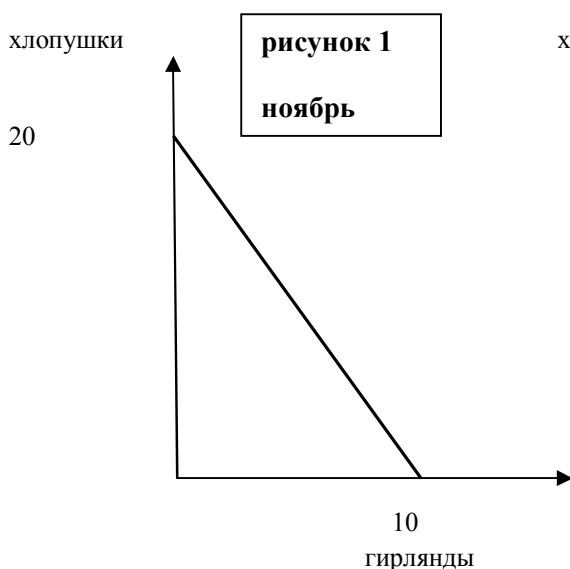 хлопушки
рисунок 1
ноябрь
х
20
10
гирлянды